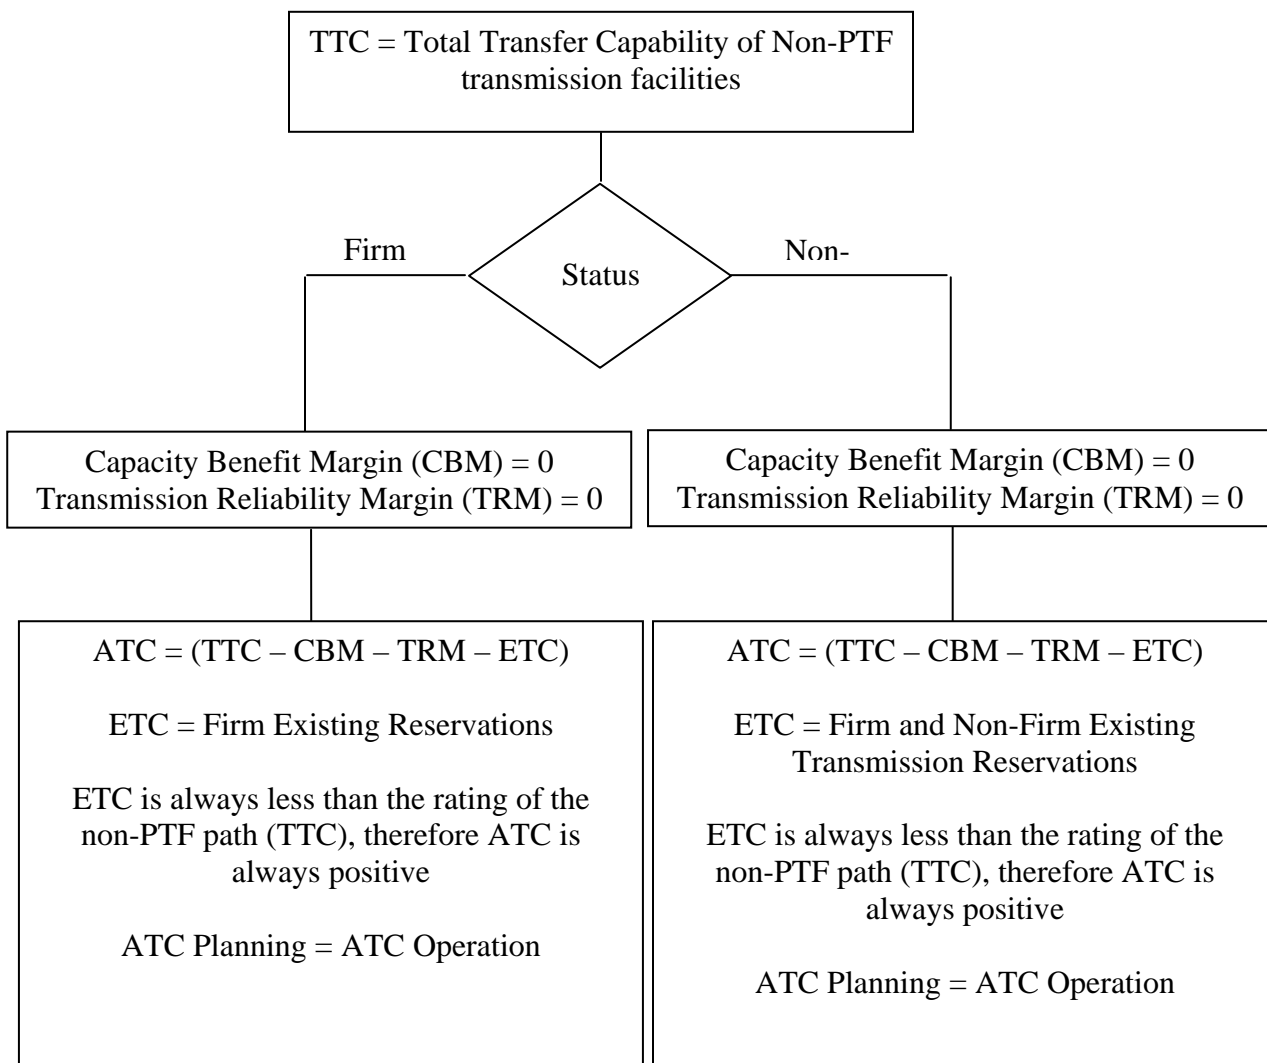 TTC = Total Transfer Capability of Non-PTF
transmission facilities
Firm
Non-
Status
Capacity Benefit Margin (CBM) = 0
Transmission Reliability Margin (TRM) = 0
Capacity Benefit Margin (CBM) = 0
Transmission Reliability Margin (TRM) = 0
ATC = (TTC – CBM – TRM – ETC)
ETC = Firm Existing Reservations
ETC is always less than the rating of the
non-PTF path (TTC), therefore ATC is
always positive
ATC Planning = ATC Operation
ATC = (TTC – CBM – TRM – ETC)
ETC = Firm and Non-Firm Existing
Transmission Reservations
ETC is always less than the rating of the
non-PTF path (TTC), therefore ATC is
always positive
ATC Planning = ATC Operation